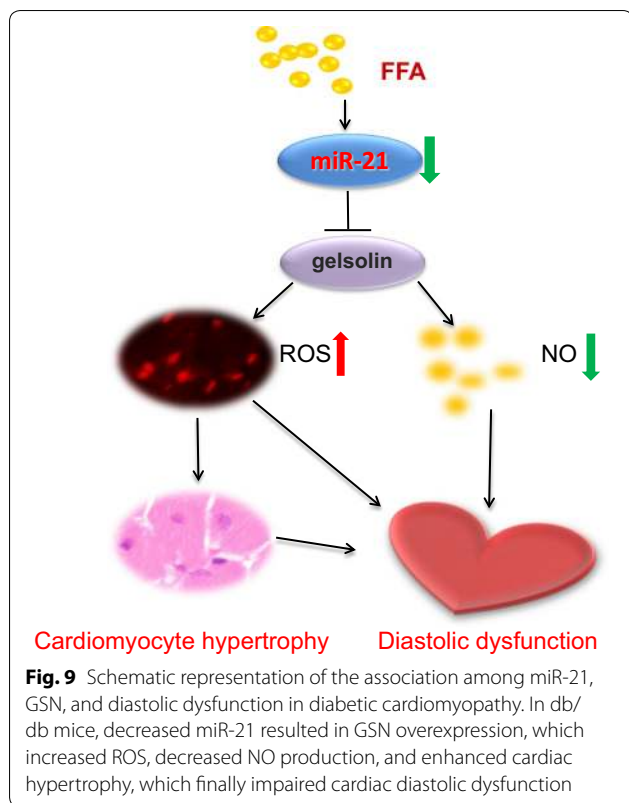 FFA
miR-21
gelsolin
ROS
NO
Cardiomyocyte hypertrophy
Diastolic dysfunction
Fig. 9 Schematic representation of the association among miR-21,
GSN, and diastolic dysfunction in diabetic cardiomyopathy. In db/
db mice, decreased miR-21 resulted in GSN overexpression, which
increased ROS, decreased NO production, and enhanced cardiac
hypertrophy, which finally impaired cardiac diastolic dysfunction